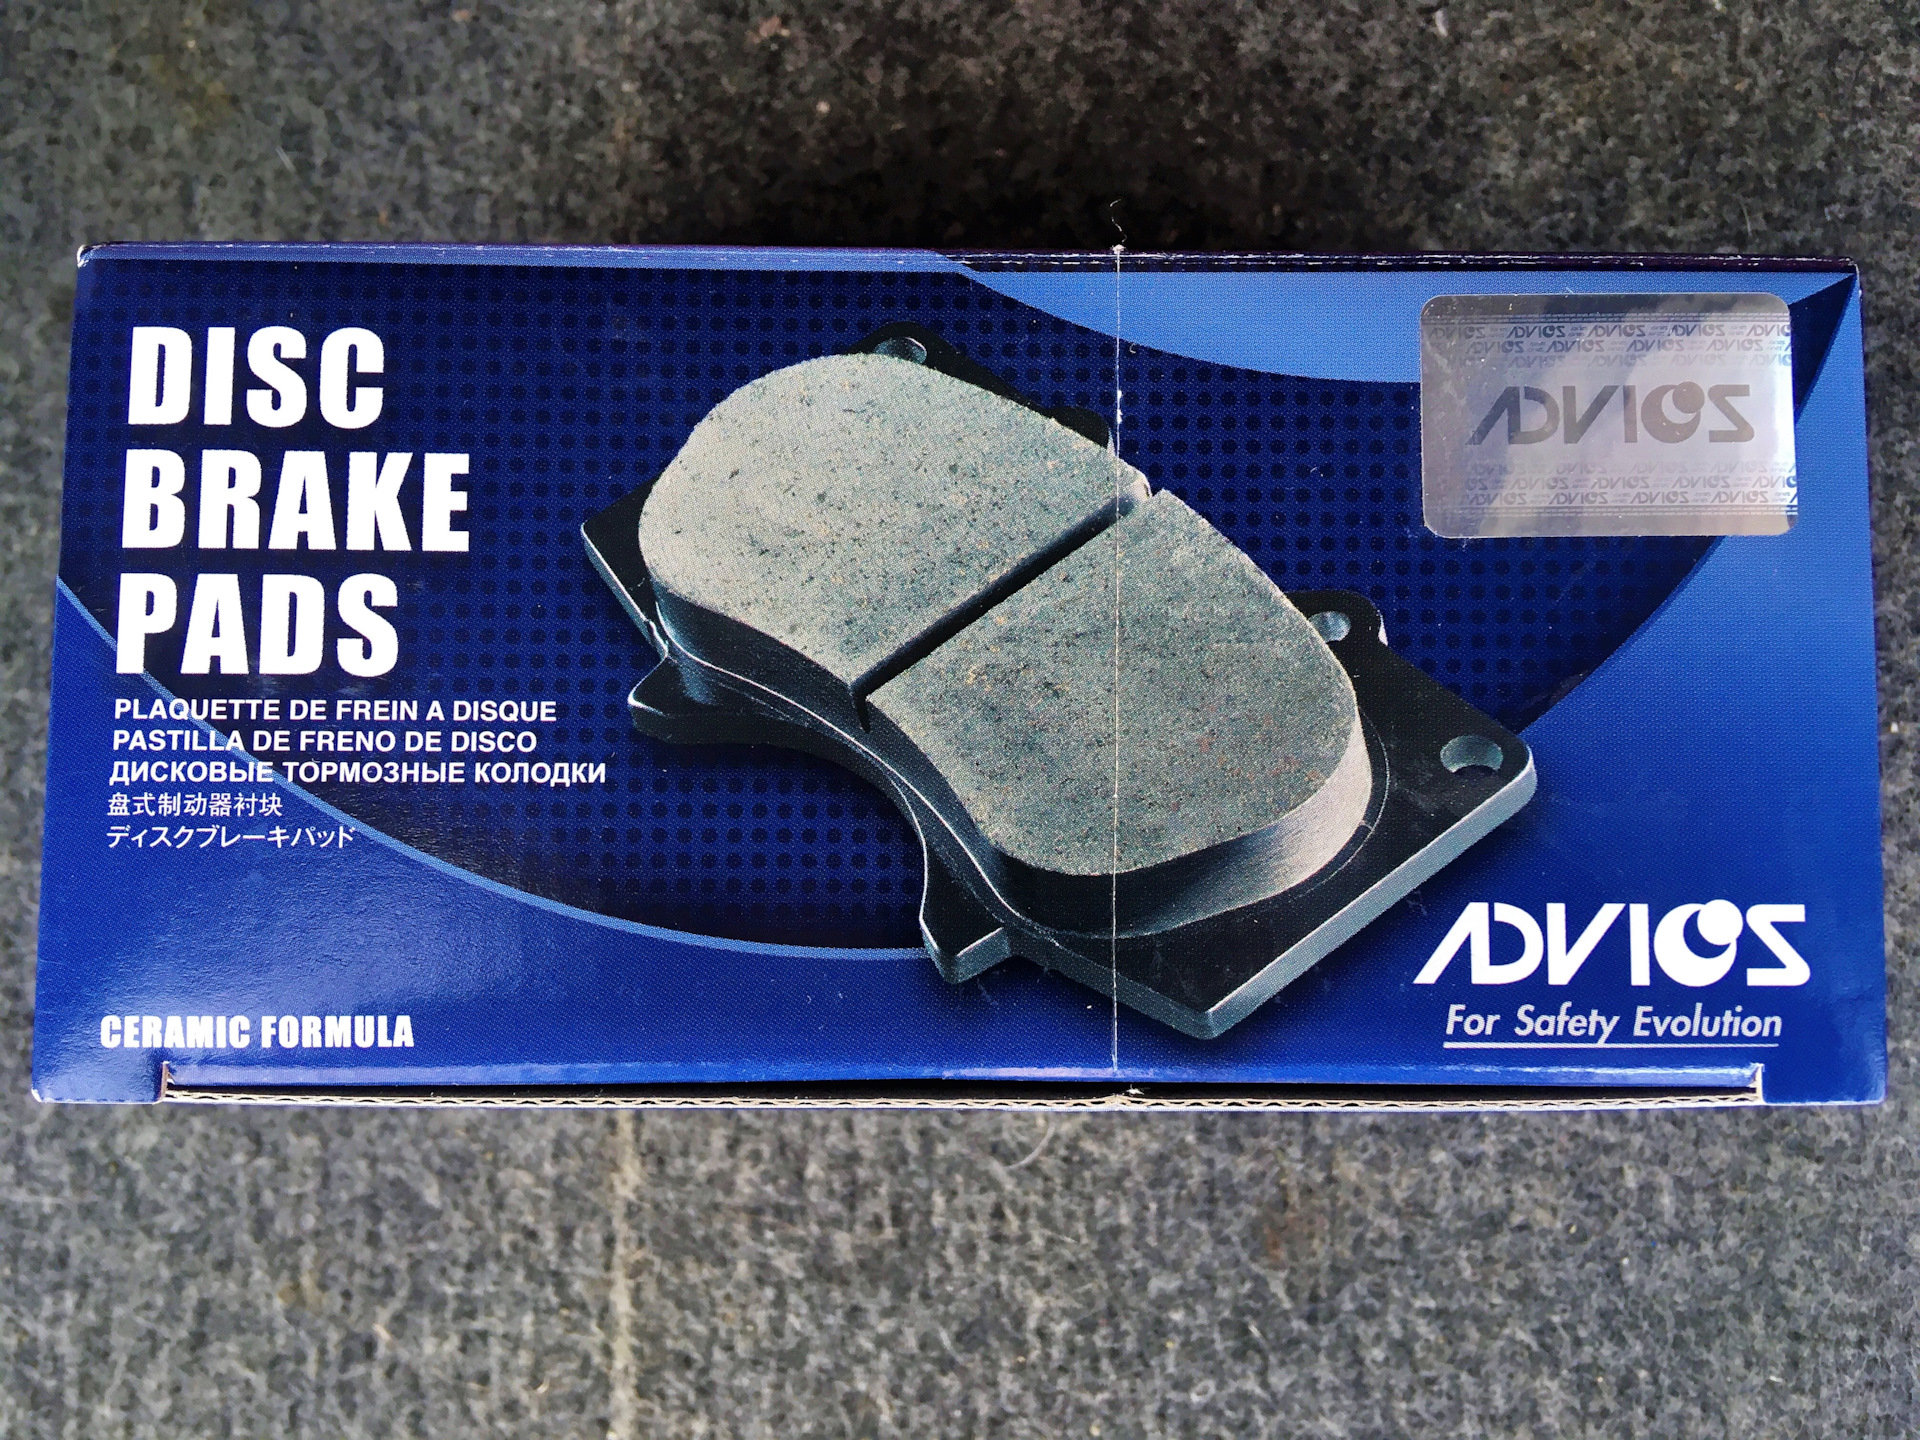 DISC
BRAKE
PADS
PLAQUETTE DE FREIN A DISQUE
PASTILLA DE FRENO DE DISCO
ДИСКОВЫЕ ТОРМОЗНЫЕ КОЛОДКИ
盘式制动器衬块
ディスクブレーキパッド
CERAMIC FORMULA
ADVICS
ADVICS
For Safety Evolution